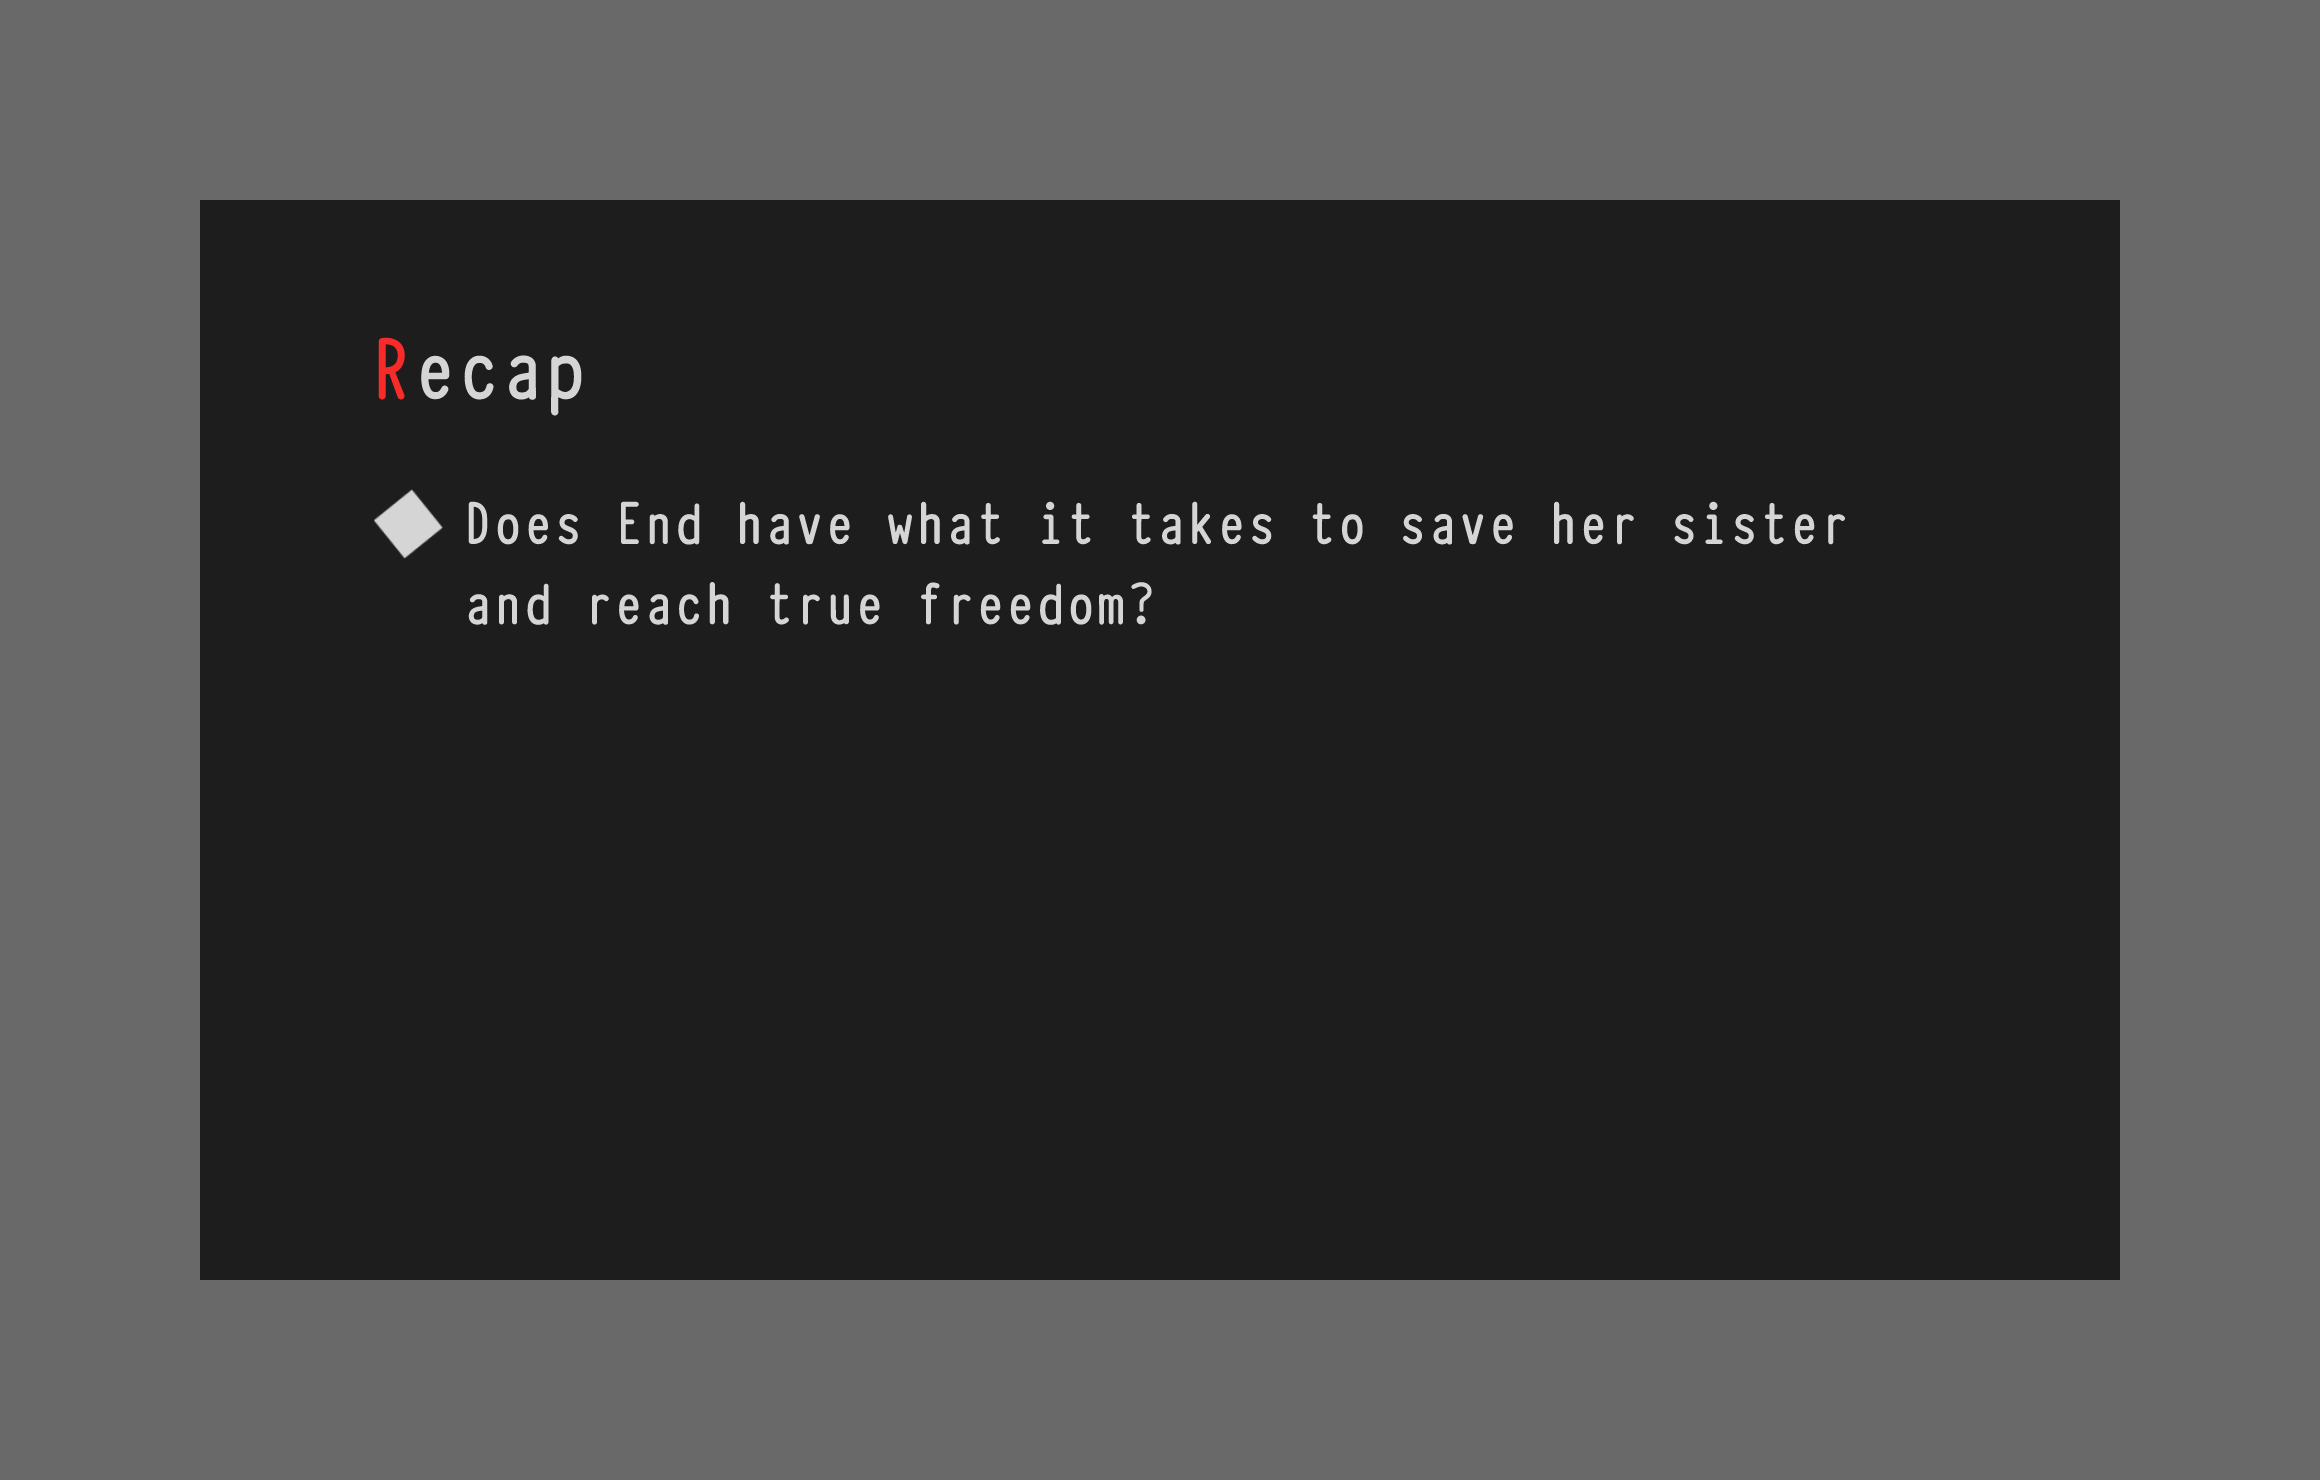 Recap
Does End have what it takes to save her sister
and reach true freedom?